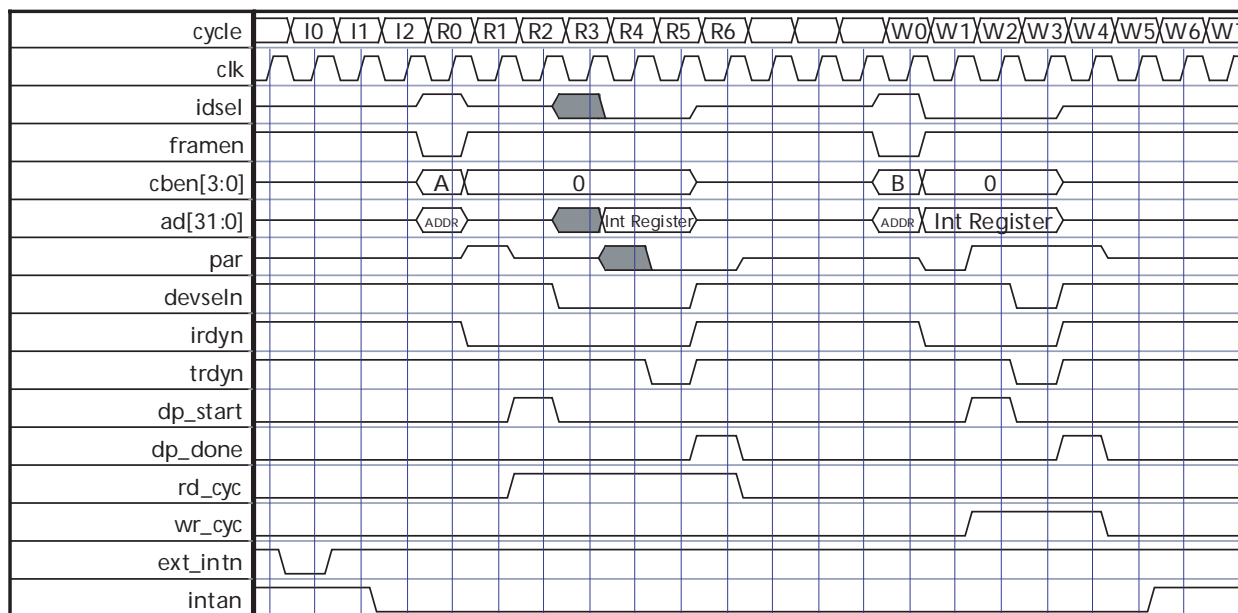 cycle I0 I1 I2 R0 R1 R2 R3 R4 R5 R6 W0 W1 W2 W3 W4 W5 W6 W
clk
idsel
framen
cben[3:0] A 0 B 0
ad[31:0] ADDR Int Register ADDR Int Register
par
devseln
irdyn
trdyn
dp_start
dp_done
rd_cyc
wr_cyc
ext_intn
intan